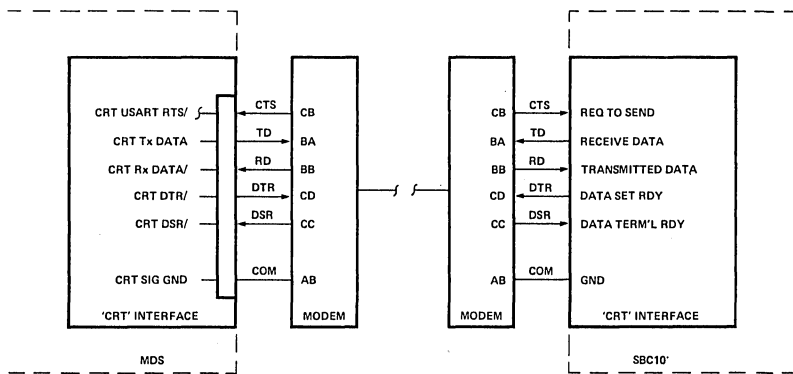 CRT USART RTS/ CTS CB CB CTS REQ TO SEND
CRT Tx DATA TD BA BA TD RECEIVE DATA
CRT Rx DATA/ RD BB BB RD TRANSMITTED DATA
CRT DTR/ DTR CD CD DTR DATA SET RDY
CRT DSR/ DSR CC CC DSR DATA TERM'L RDY
CRT SIG GND COM AB AB COM GND
'CRT' INTERFACE MODEM MODEM 'CRT' INTERFACE
MDS